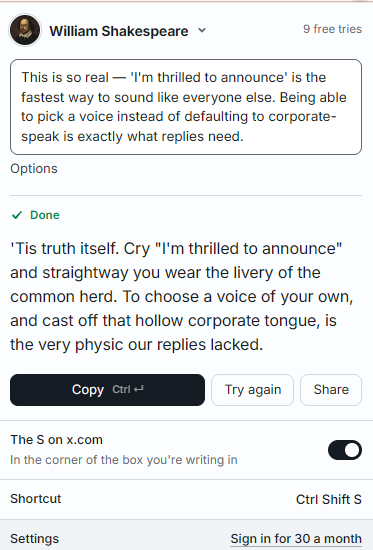 William Shakespeare
9 free tries
This is so real — 'I'm thrilled to announce' is the
fastest way to sound like everyone else. Being able
to pick a voice instead of defaulting to corporate-
speak is exactly what replies need.
Options
Done
'Tis truth itself. Cry "I'm thrilled to announce"
and straightway you wear the livery of the
common herd. To choose a voice of your own,
and cast off that hollow corporate tongue, is
the very physic our replies lacked.
Copy Ctrl ↵
Try again
Share
The S on x.com
In the corner of the box you're writing in
Shortcut
Ctrl Shift S
Settings
Sign in for 30 a month